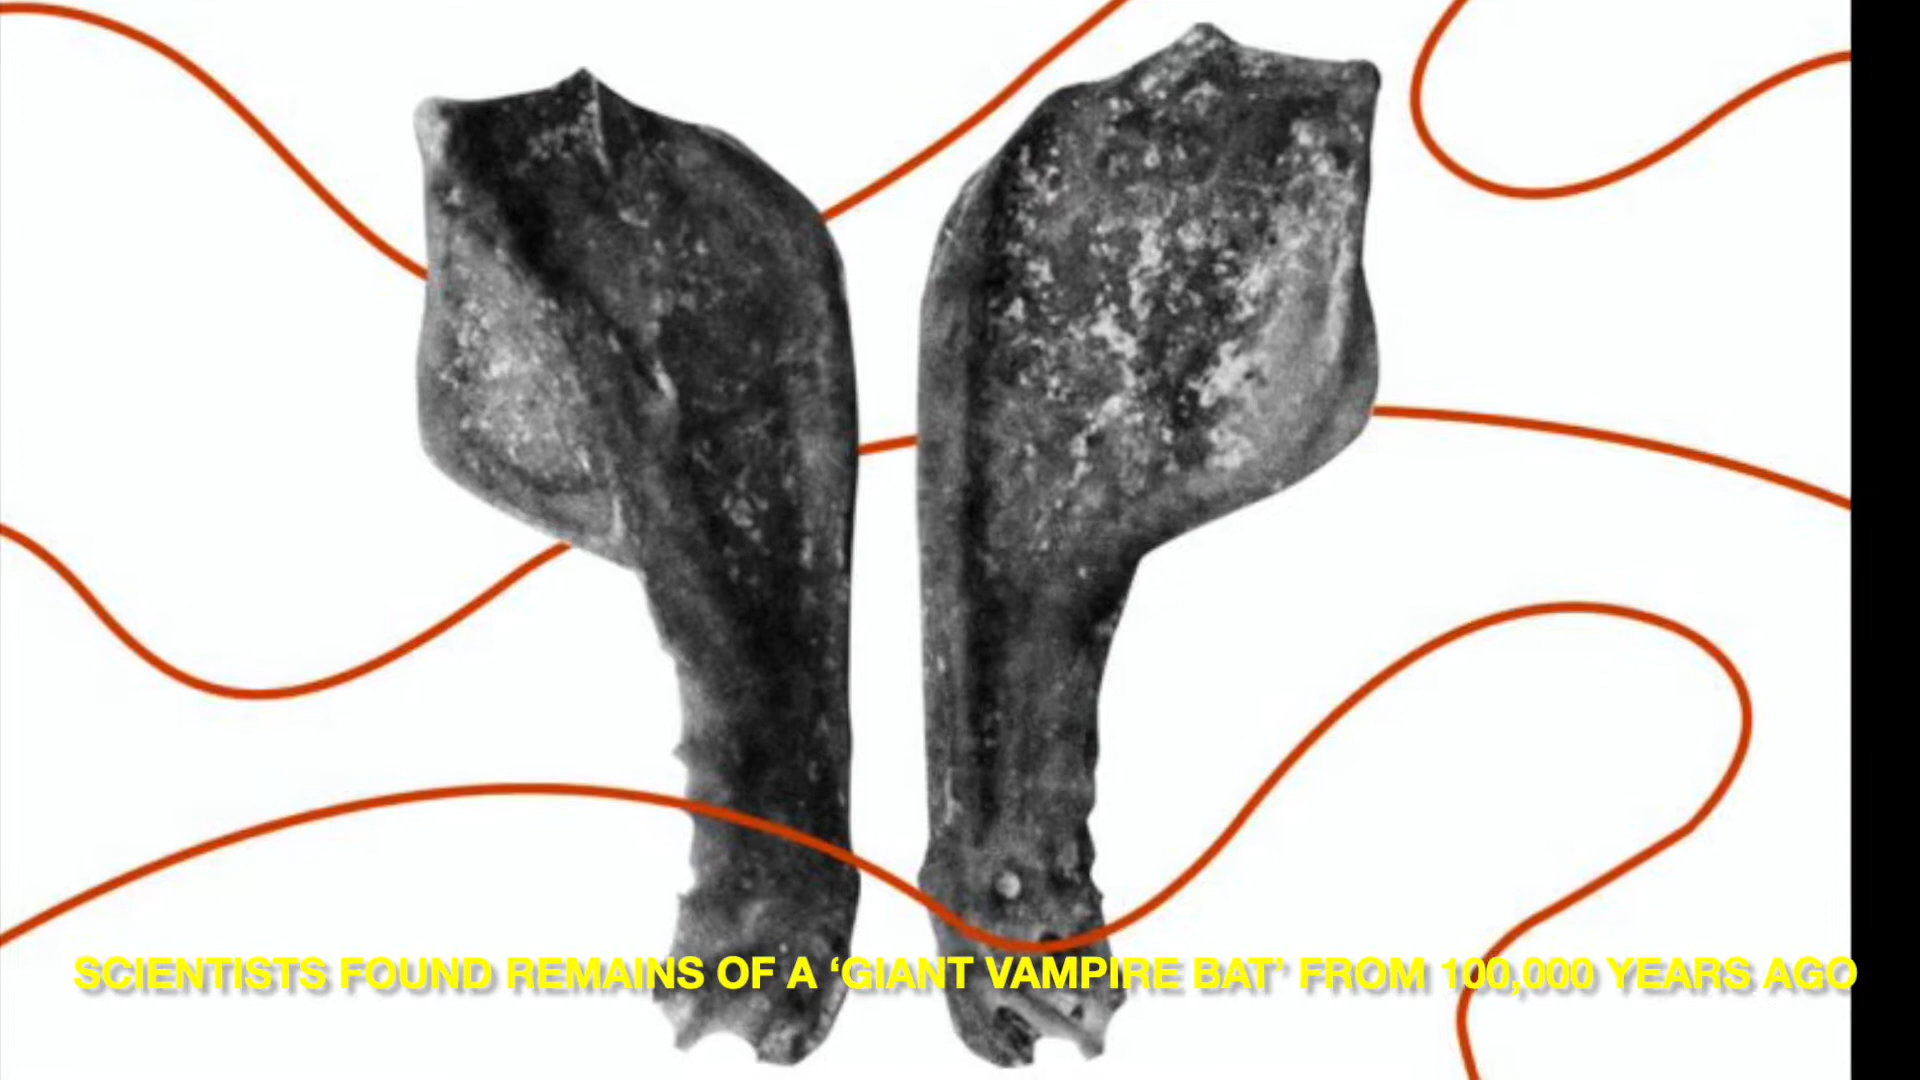 SCIENTISTS FOUND REMAINS OF A ‘GIANT VAMPIRE BAT’ FROM 100,000 YEARS AGO